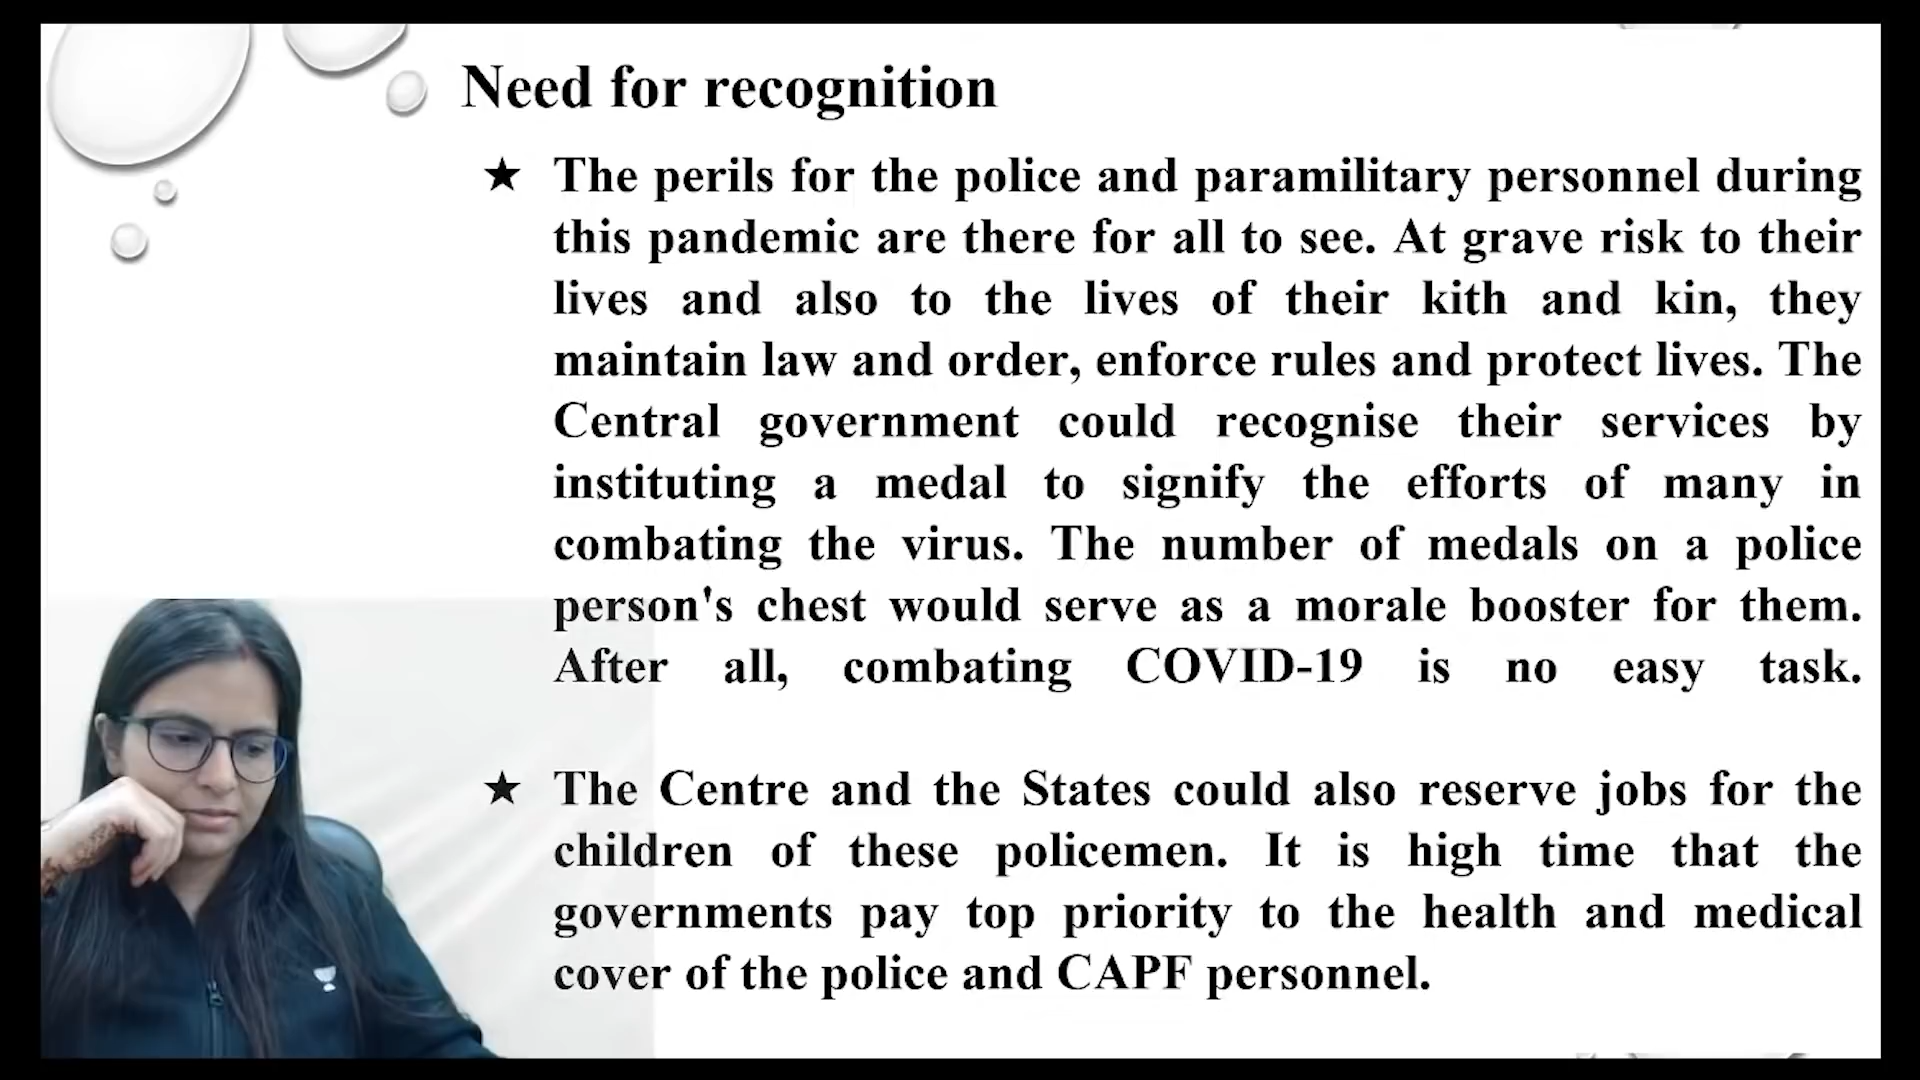 Need for recognition
★ The perils for the police and paramilitary personnel during
this pandemic are there for all to see. At grave risk to their
lives and also to the lives of their kith and kin, they
maintain law and order, enforce rules and protect lives. The
Central government could recognise their services by
instituting a medal to signify the efforts of many in
combating the virus. The number of medals on a police
person's chest would serve as a morale booster for them.
After all, combating COVID-19 is no easy task.
★ The Centre and the States could also reserve jobs for the
children of these policemen. It is high time that the
governments pay top priority to the health and medical
cover of the police and CAPF personnel.